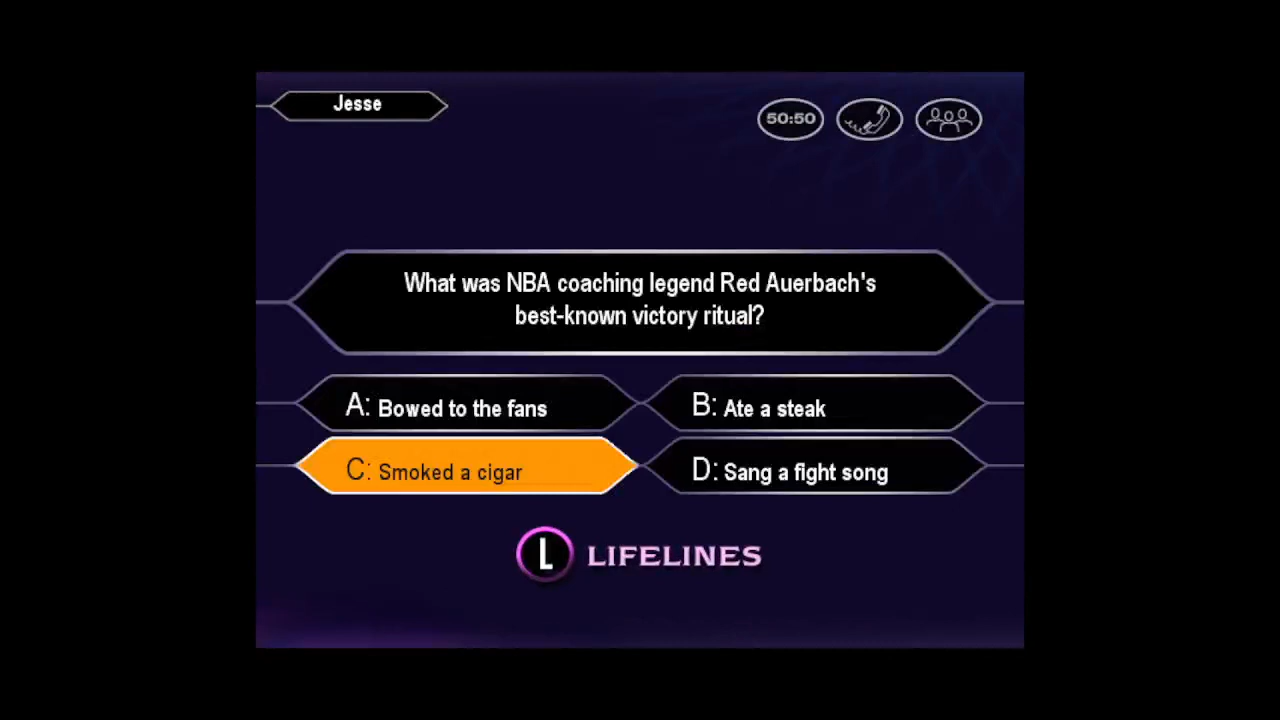 Jesse
50:50
What was NBA coaching legend Red Auerbach's
best-known victory ritual?
A: Bowed to the fans
B: Ate a steak
C: Smoked a cigar
D: Sang a fight song
L LIFELINES